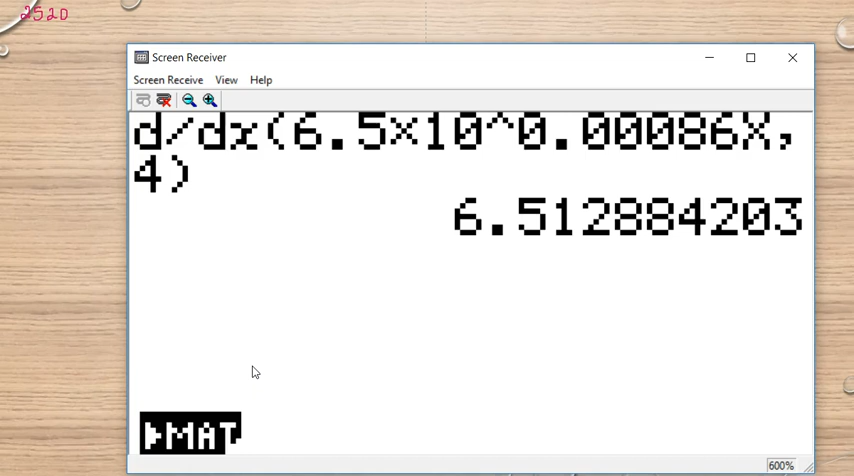 2520
Screen Receiver
Screen Receive View Help
d/dx(6.5×10^0.00086X,
4)
6.512884203
▶MAT
600%